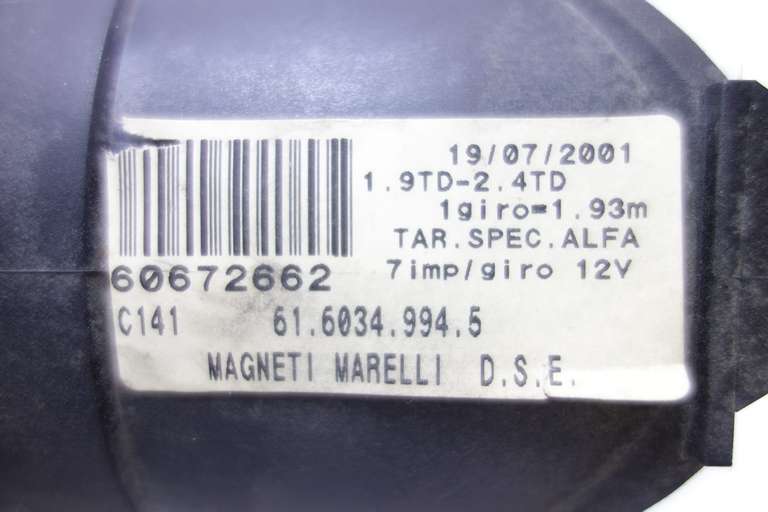 19/07/2001
1.9TD-2.4TD
1giro=1.93m
TAR.SPEC.ALFA
60672662
7imp/giro 12V
C141 61.6034.994.5
MAGNETI MARELLI D.S.E.